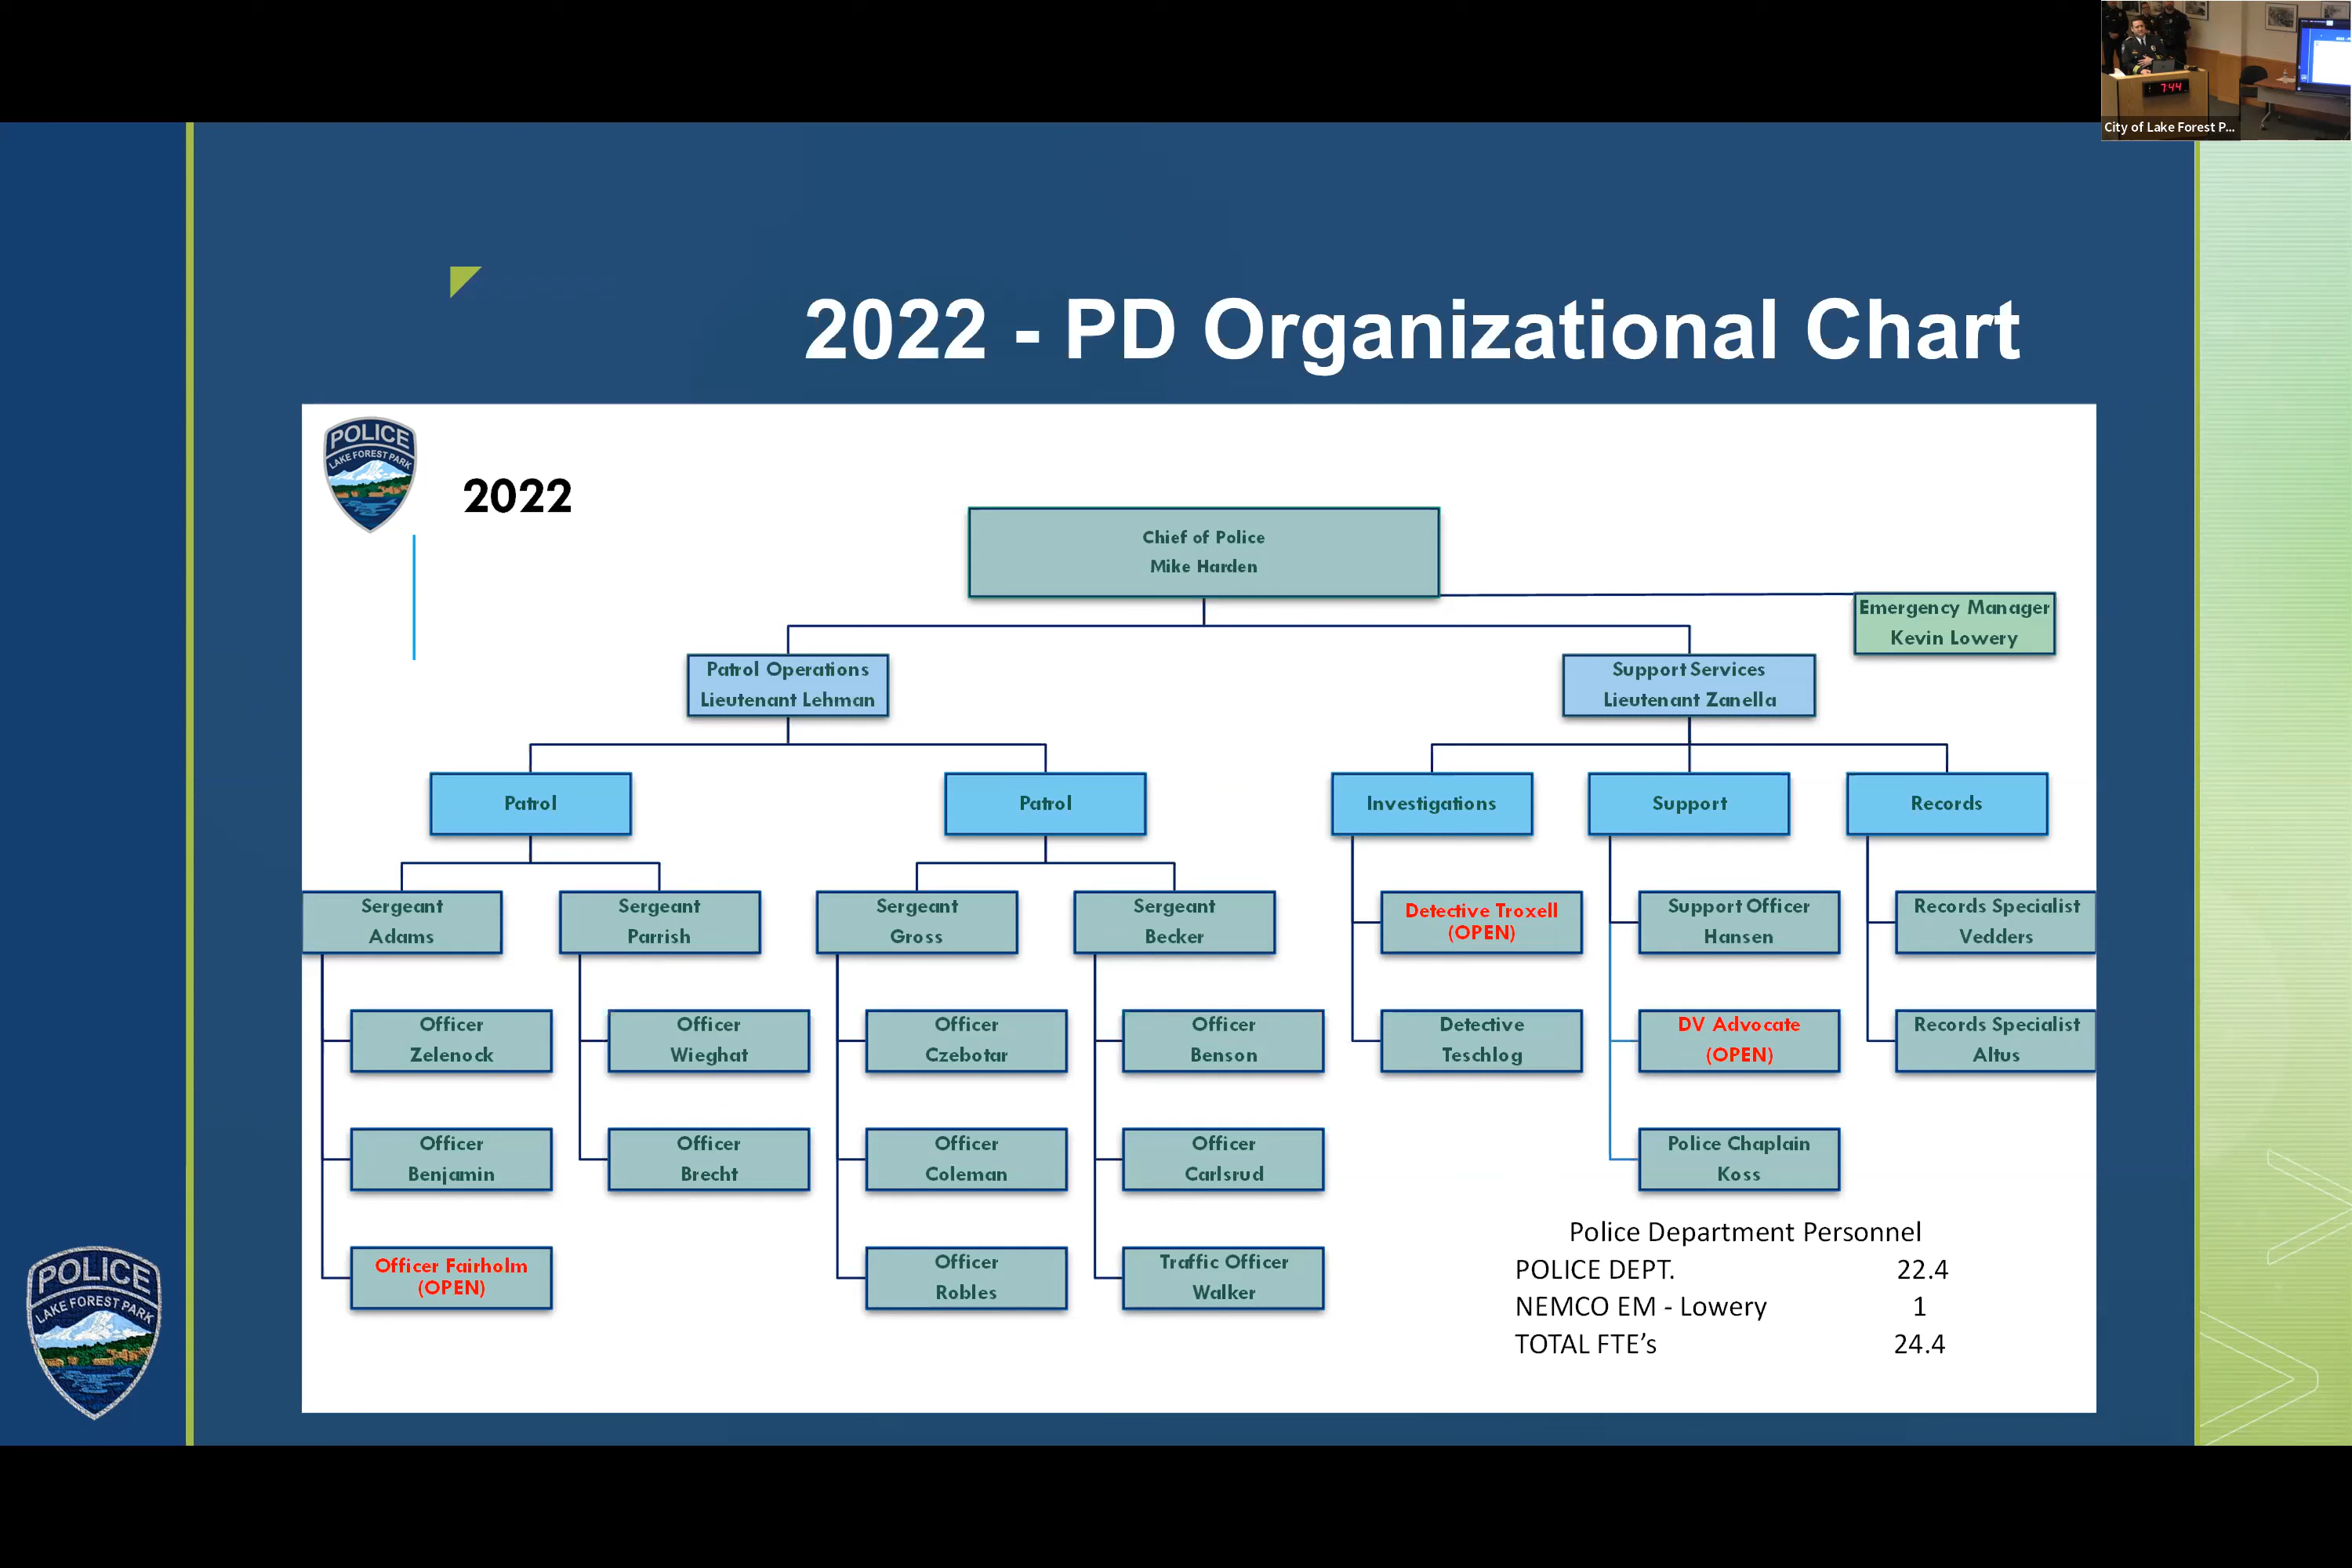 7:44
City of Lake Forest P...
2022 - PD Organizational Chart
POLICE
LAKE FOREST PARK
2022
Chief of Police
Mike Harden
Emergency Manager
Kevin Lowery
Patrol Operations
Lieutenant Lehman
Support Services
Lieutenant Zanella
Patrol
Patrol
Investigations
Support
Records
Sergeant
Adams
Sergeant
Parrish
Sergeant
Gross
Sergeant
Becker
Detective Troxell
(OPEN)
Support Officer
Hansen
Records Specialist
Vedders
Officer
Zelenock
Officer
Wieghat
Officer
Czebotar
Officer
Benson
Detective
Teschlog
DV Advocate
(OPEN)
Records Specialist
Altus
Officer
Benjamin
Officer
Brecht
Officer
Coleman
Officer
Carlsrud
Police Chaplain
Koss
Officer Fairholm
(OPEN)
Officer
Robles
Traffic Officer
Walker
Police Department Personnel
POLICE DEPT. 22.4
NEMCO EM - Lowery 1
TOTAL FTE’s 24.4
POLICE
LAKE FOREST PARK